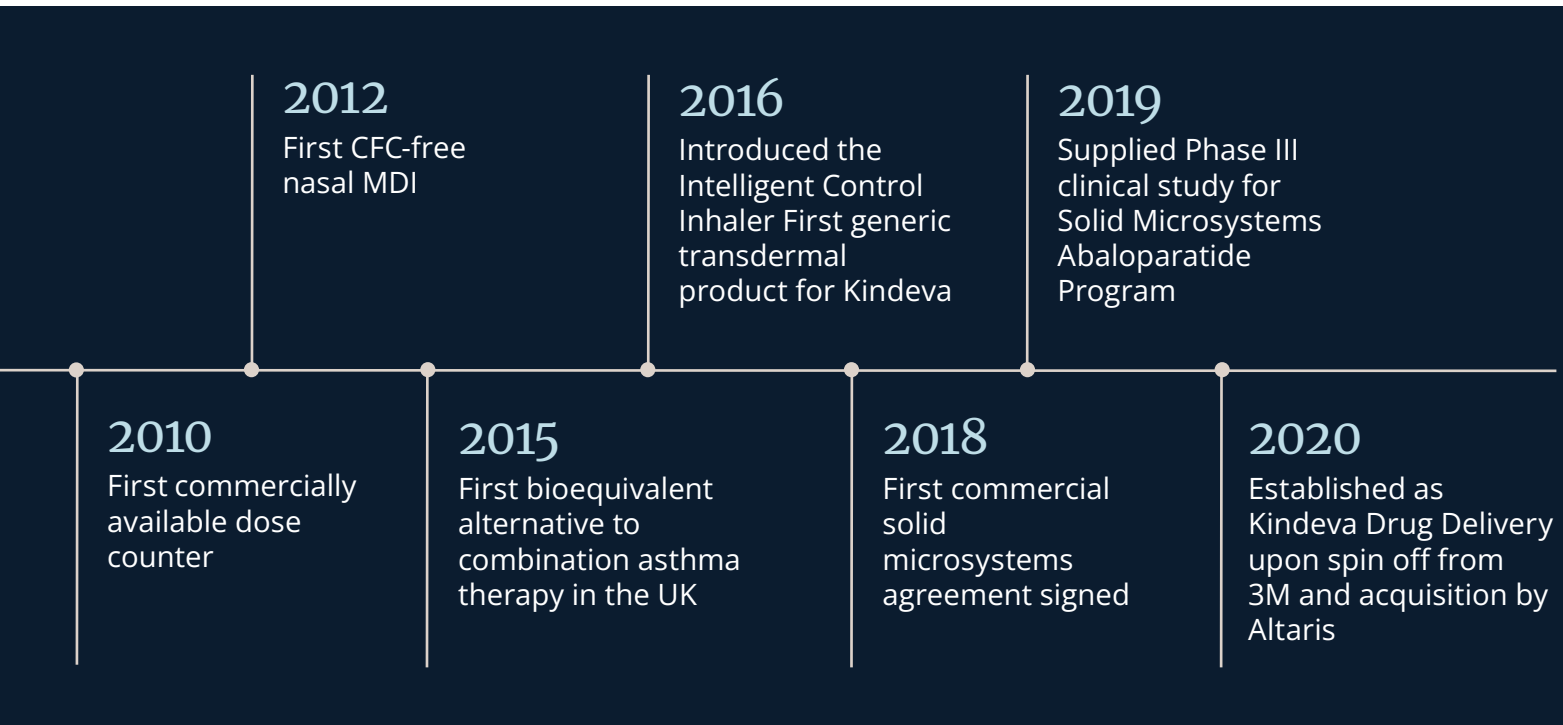 2012
First CFC-free
nasal MDI
2016
Introduced the
Intelligent Control
Inhaler First generic
transdermal
product for Kindeva
2019
Supplied Phase III
clinical study for
Solid Microsystems
Abaloparatide
Program
2010
First commercially
available dose
counter
2015
First bioequivalent
alternative to
combination asthma
therapy in the UK
2018
First commercial
solid
microsystems
agreement signed
2020
Established as
Kindeva Drug Delivery
upon spin off from
3M and acquisition by
Altaris